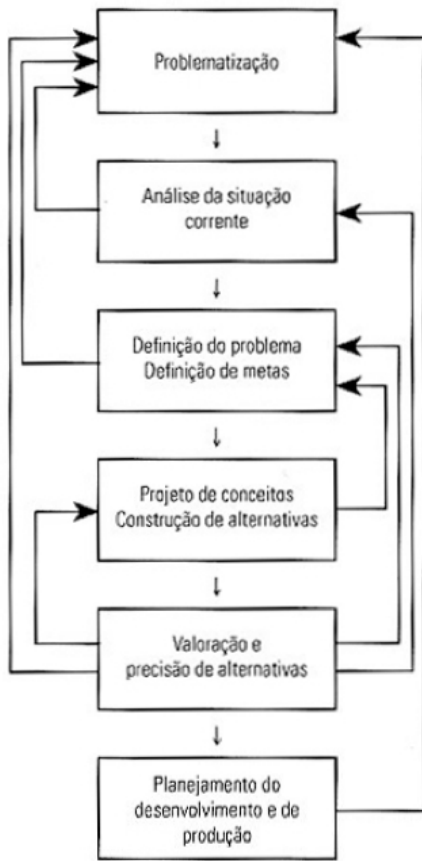 Problematização
Análise da situação
corrente
Definição do problema
Definição de metas
Projeto de conceitos
Construção de alternativas
Valoração e
precisão de alternativas
Planejamento do
desenvolvimento e de
produção